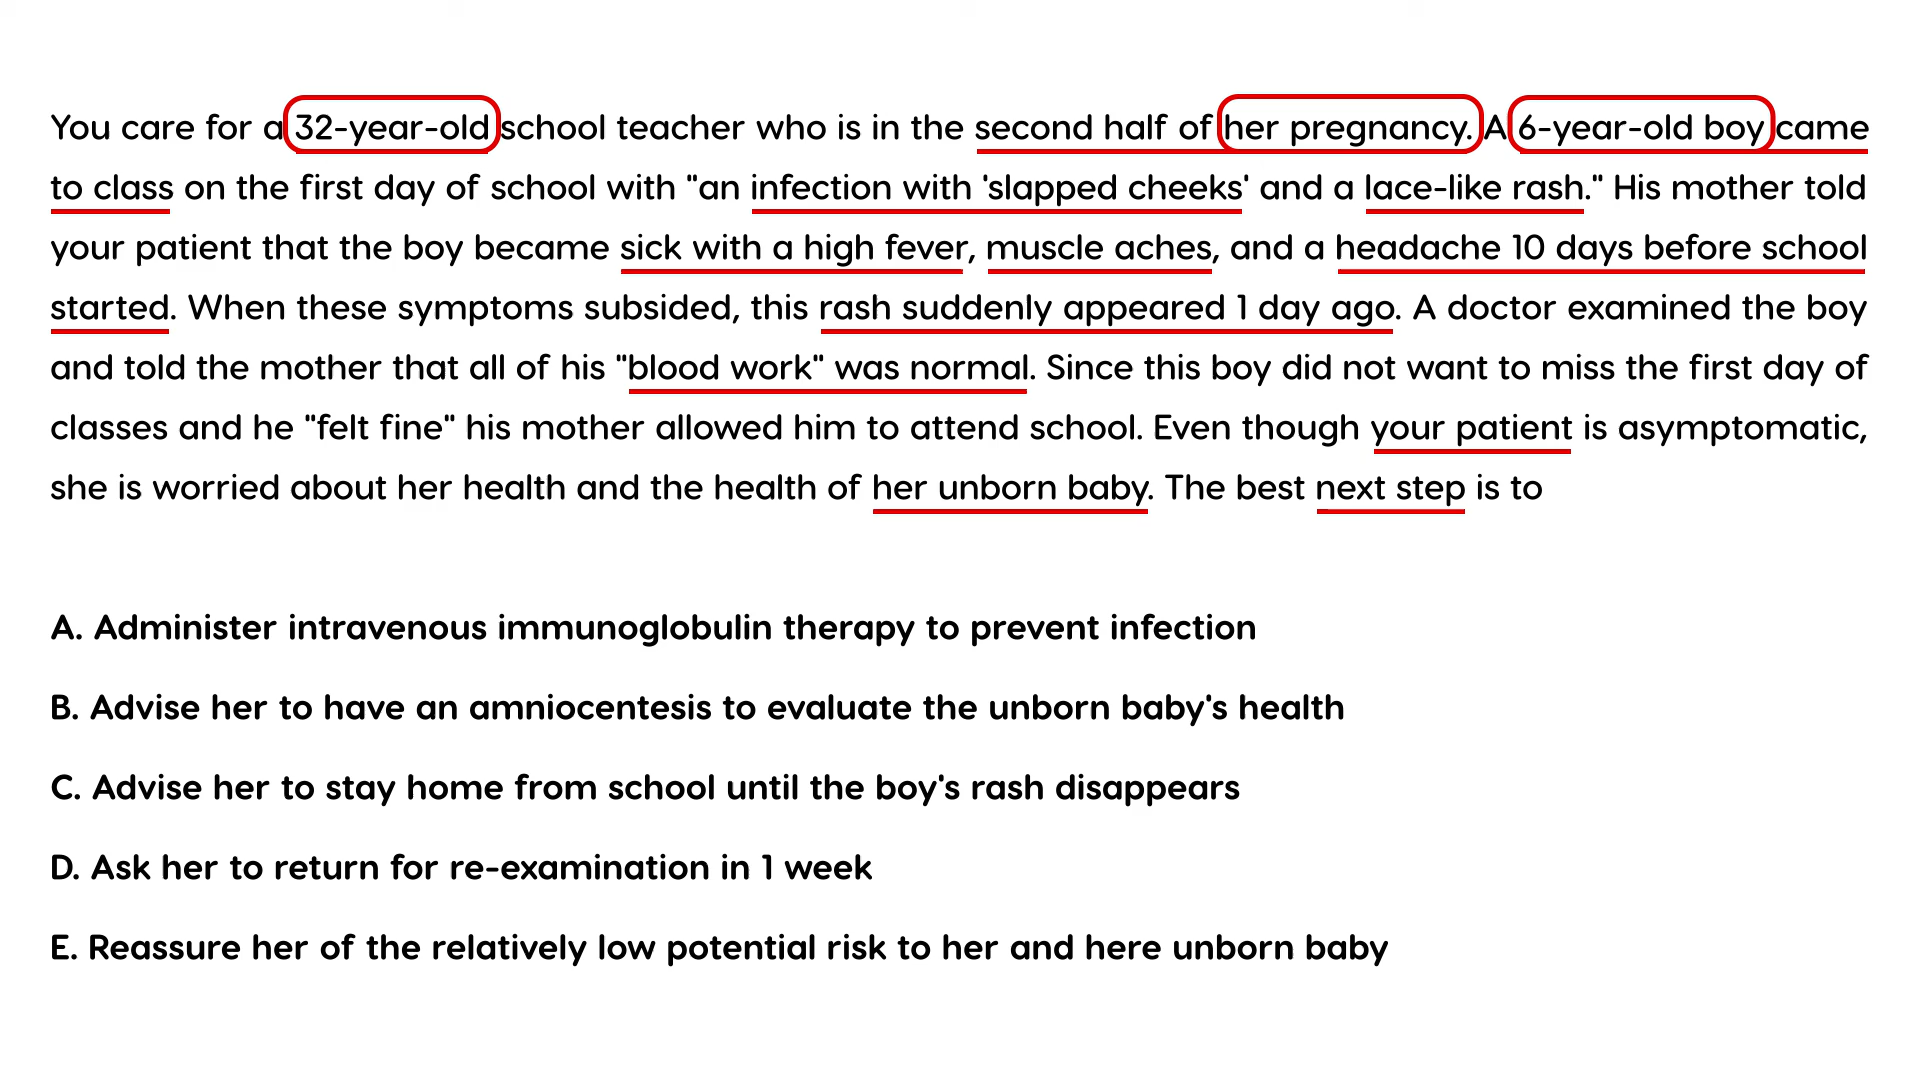 You care for a 32-year-old school teacher who is in the second half of her pregnancy. A 6-year-old boy came
to class on the first day of school with "an infection with 'slapped cheeks' and a lace-like rash." His mother told
your patient that the boy became sick with a high fever, muscle aches, and a headache 10 days before school
started. When these symptoms subsided, this rash suddenly appeared 1 day ago. A doctor examined the boy
and told the mother that all of his "blood work" was normal. Since this boy did not want to miss the first day of
classes and he "felt fine" his mother allowed him to attend school. Even though your patient is asymptomatic,
she is worried about her health and the health of her unborn baby. The best next step is to
A. Administer intravenous immunoglobulin therapy to prevent infection
B. Advise her to have an amniocentesis to evaluate the unborn baby's health
C. Advise her to stay home from school until the boy's rash disappears
D. Ask her to return for re-examination in 1 week
E. Reassure her of the relatively low potential risk to her and here unborn baby